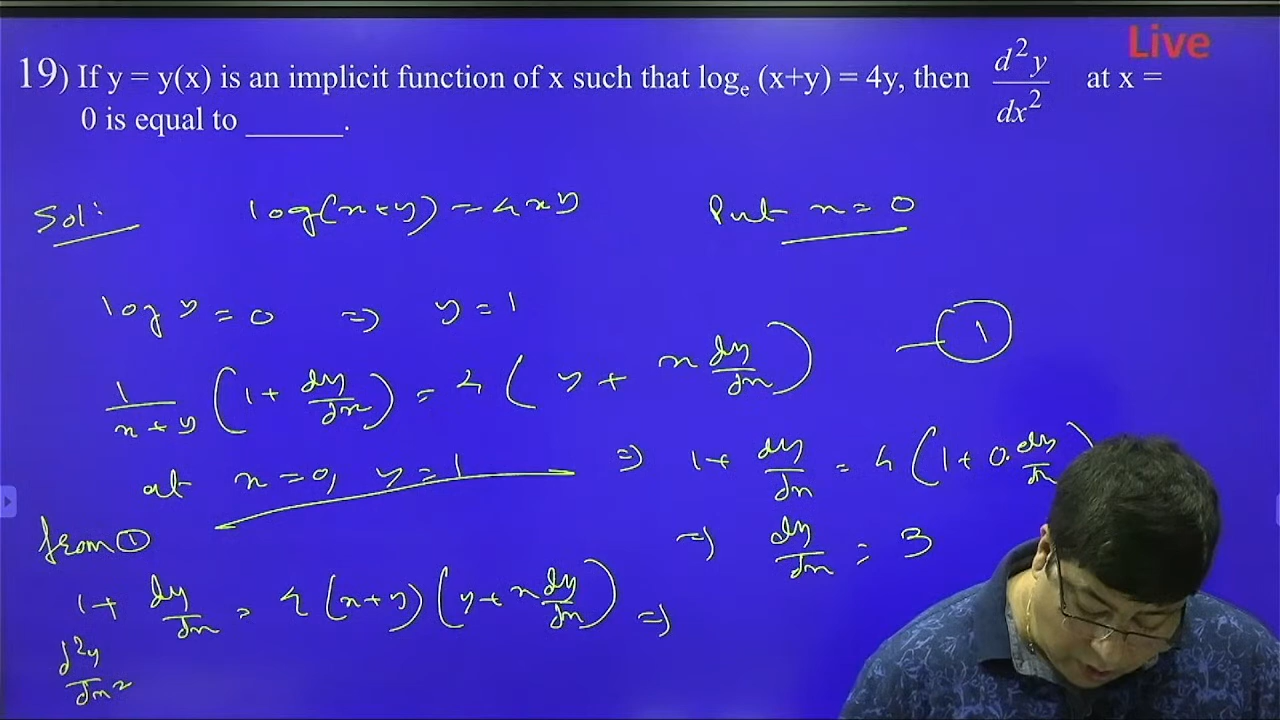 Live
19) If y = y(x) is an implicit function of x such that logₑ (x+y) = 4y, then d²y/dx² at x =
0 is equal to ______.
Sol:
log(x+y) = 4xy
Put x = 0
log y = 0 ⇒ y = 1
1/(x+y) (1 + dy/dx) = 4 (y + x dy/dx) — ①
at x = 0, y = 1 ⇒ 1 + dy/dx = 4 (1 + 0. dy/dx)
⇒ dy/dx = 3
from ①
1 + dy/dx = 4 (x+y) (y + x dy/dx) ⇒
d²y/dx²